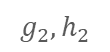 g₂, h₂